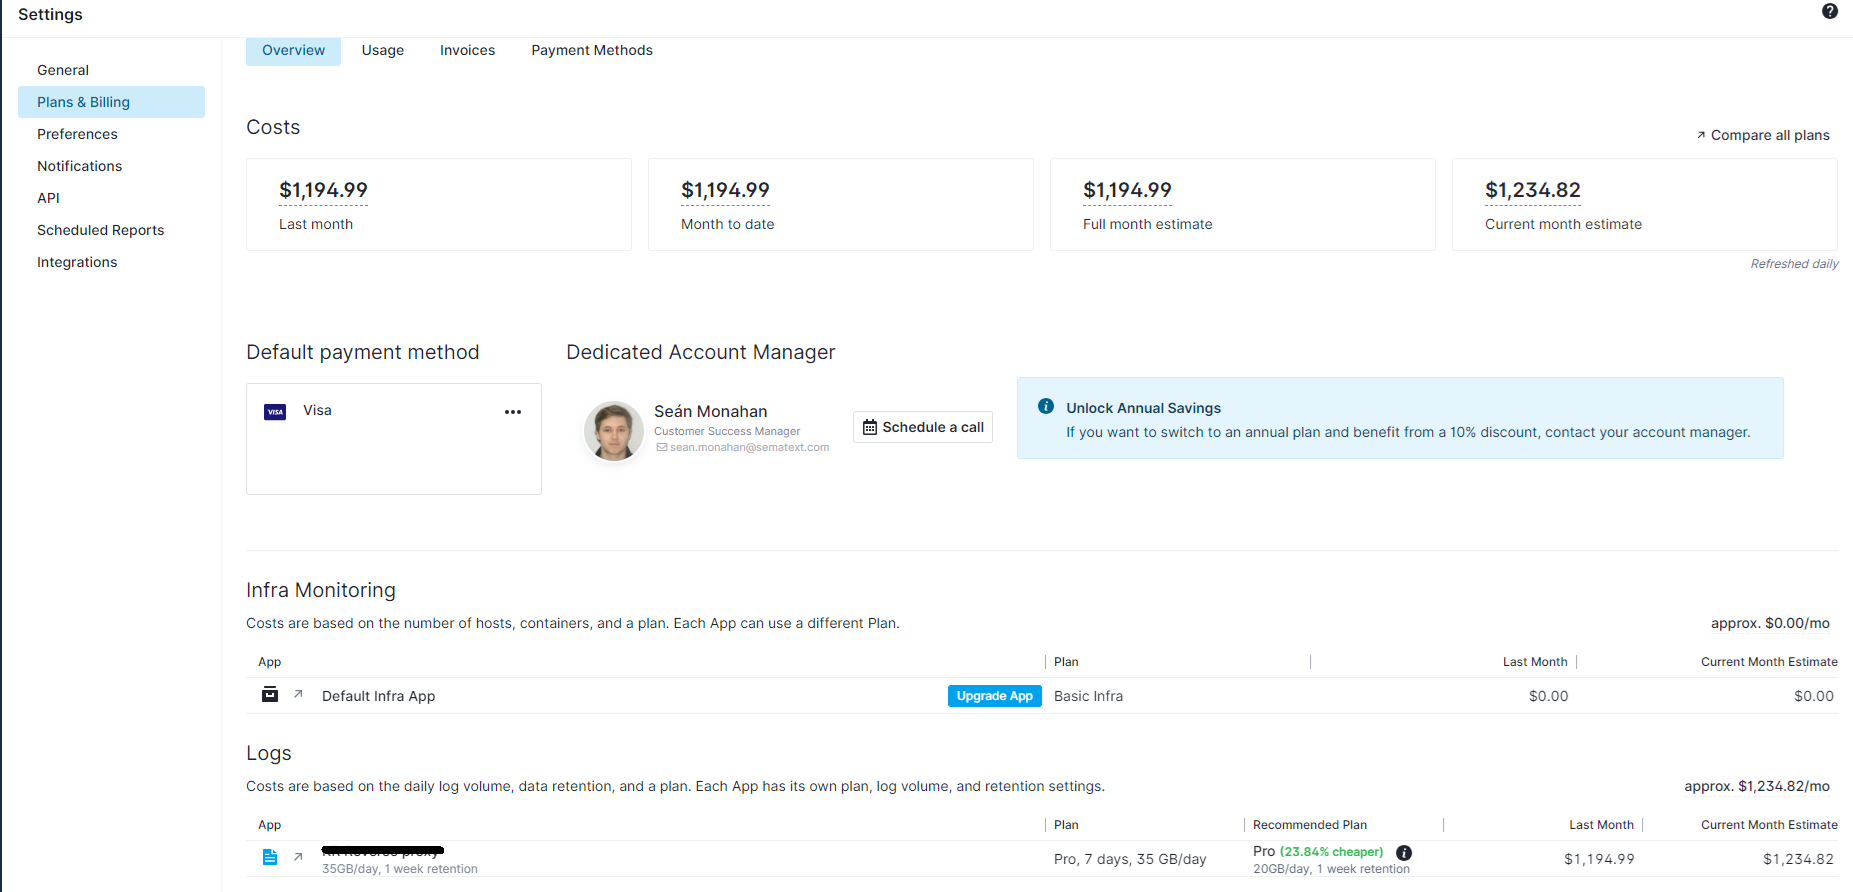 Settings
General
Plans & Billing
Preferences
Notifications
API
Scheduled Reports
Integrations
Overview Usage Invoices Payment Methods
Costs
Compare all plans
$1,194.99
Last month
$1,194.99
Month to date
$1,194.99
Full month estimate
$1,234.82
Current month estimate
Refreshed daily
Default payment method
VISA Visa
Dedicated Account Manager
Seán Monahan
Customer Success Manager
sean.monahan@sematext.com
Schedule a call
Unlock Annual Savings
If you want to switch to an annual plan and benefit from a 10% discount, contact your account manager.
Infra Monitoring
Costs are based on the number of hosts, containers, and a plan. Each App can use a different Plan. approx. $0.00/mo
App Plan Last Month Current Month Estimate
Default Infra App Upgrade App Basic Infra $0.00 $0.00
Logs
Costs are based on the daily log volume, data retention, and a plan. Each App has its own plan, log volume, and retention settings. approx. $1,234.82/mo
App Plan Recommended Plan Last Month Current Month Estimate
35GB/day, 1 week retention
Pro, 7 days, 35 GB/day
Pro (23.84% cheaper)
20GB/day, 1 week retention
$1,194.99 $1,234.82